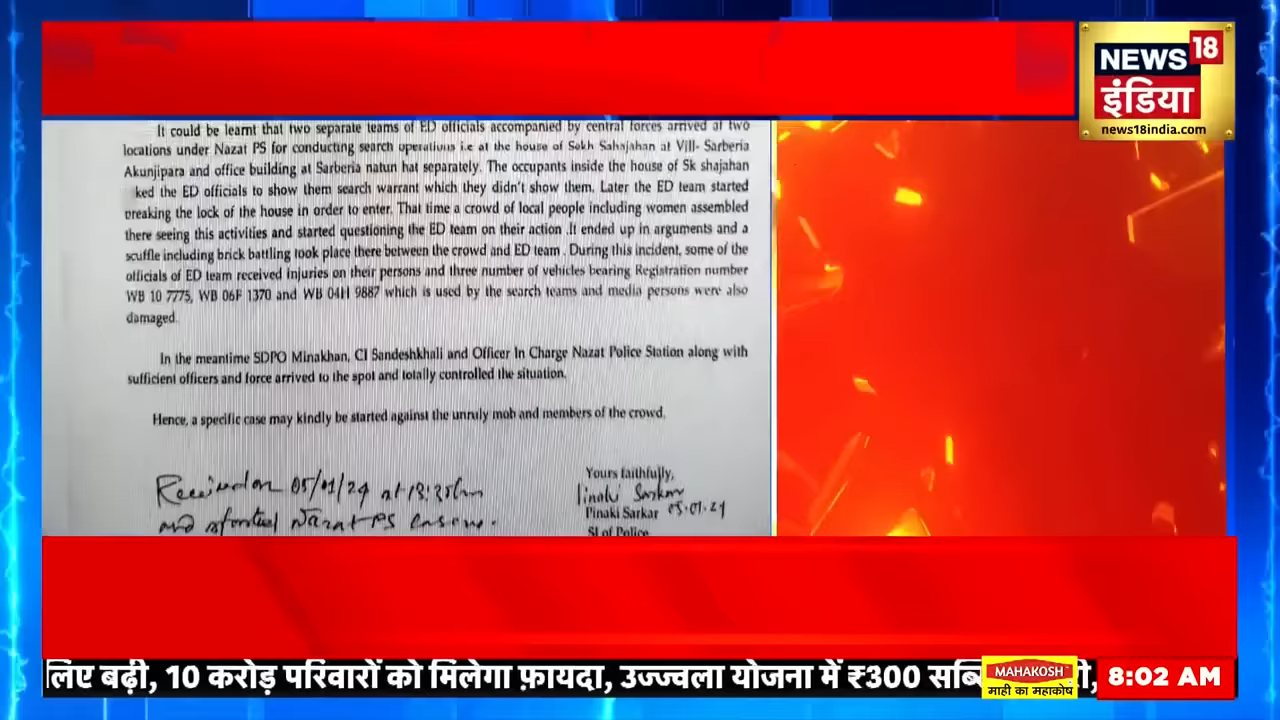 NEWS 18
इंडिया
news18india.com
It could be learnt that two separate teams of ED officials accompanied by central forces arrived at two
locations under Nazat PS for conducting search operations i.e at the house of Sekh Sahajahan at Vill- Sarberia
Akunjipara and office building at Sarberia natun hat separately. The occupants inside the house of Sk shajahan
ked the ED officials to show them search warrant which they didn't show them. Later the ED team started
breaking the lock of the house in order to enter. That time a crowd of local people including women assembled
there seeing this activities and started questioning the ED team on their action .It ended up in arguments and a
scuffle including brick battling took place there between the crowd and ED team . During this incident, some of the
officials of ED team received injuries on their persons and three number of vehicles bearing Registration number
WB 10 7775, WB 06F 1370 and WB 04H 9887 which is used by the search teams and media persons were also
damaged.
In the meantime SDPO Minakhan, CI Sandeshkhali and Officer In Charge Nazat Police Station along with
sufficient officers and force arrived to the spot and totally controlled the situation.
Hence, a specific case may kindly be started against the unruly mob and members of the crowd.
Received on 05/01/24 at
and Nazat PS
Yours faithfully,
Pinaki Sarkar
Pinaki Sarkar 05.01.24
SI of Police
लिए बढ़ी, 10 करोड़ परिवारों को मिलेगा फ़ायदा, उज्ज्वला योजना में ₹300
MAHAKOSH
माही का महाकोष
8:02 AM